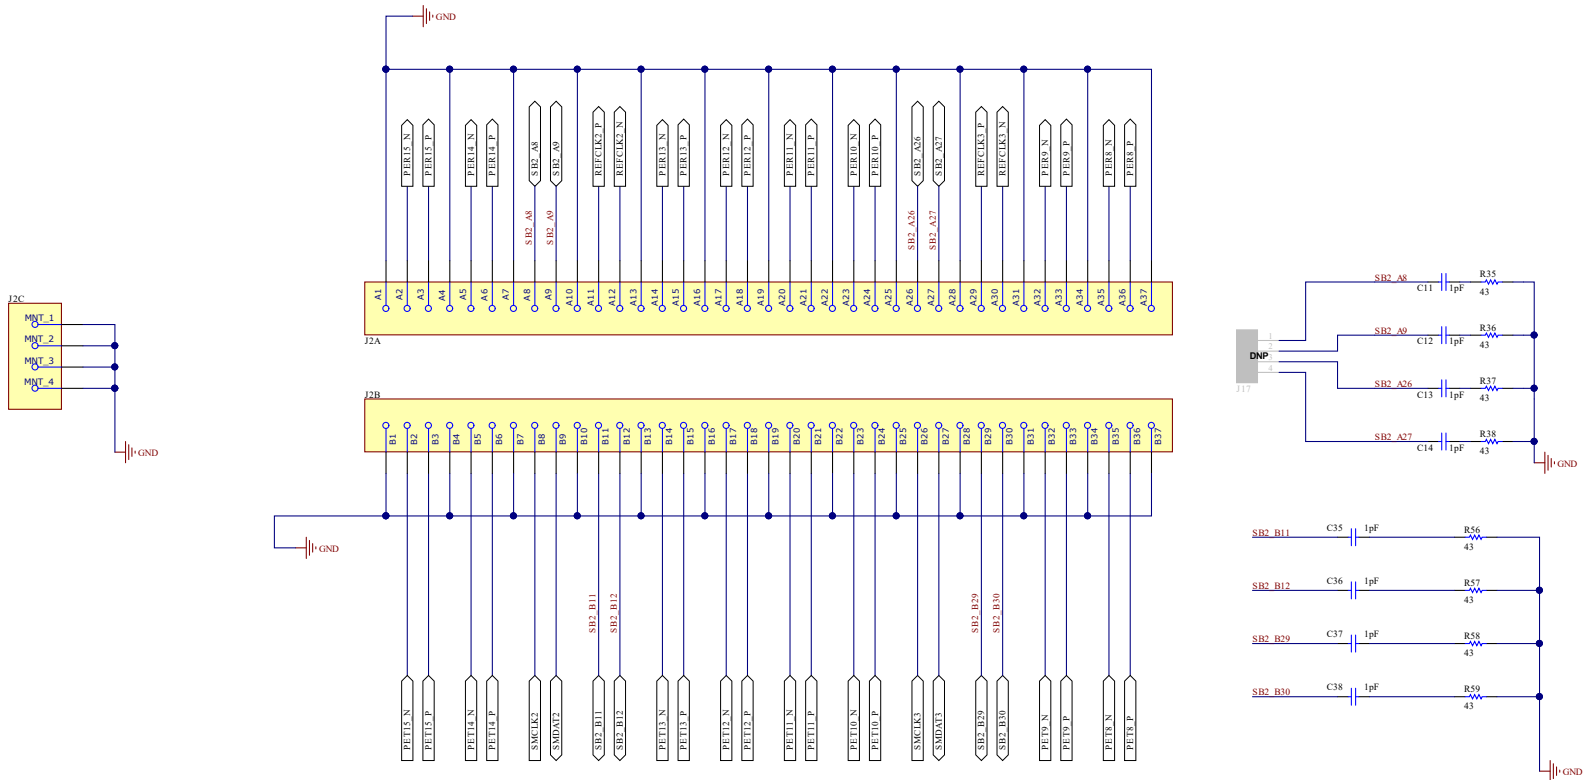 GND
PER15_N
PER15_P
PER14_N
PER14_P
SB2_A8
SB2_A9
REFCLK2_P
REFCLK2_N
PER13_N
PER13_P
PER12_N
PER12_P
PER11_N
PER11_P
PER10_N
PER10_P
SB2_A26
SB2_A27
REFCLK3_P
REFCLK3_N
PER9_N
PER9_P
PER8_N
PER8_P
SB2_A8
SB2_A9
SB2_A26
SB2_A27
A1
A2
A3
A4
A5
A6
A7
A8
A9
A10
A11
A12
A13
A14
A15
A16
A17
A18
A19
A20
A21
A22
A23
A24
A25
A26
A27
A28
A29
A30
A31
A32
A33
A34
A35
A36
A37
J2A
J2C
MNT_1
MNT_2
MNT_3
MNT_4
GND
J2B
B1
B2
B3
B4
B5
B6
B7
B8
B9
B10
B11
B12
B13
B14
B15
B16
B17
B18
B19
B20
B21
B22
B23
B24
B25
B26
B27
B28
B29
B30
B31
B32
B33
B34
B35
B36
B37
GND
SB2_B11
SB2_B12
SB2_B29
SB2_B30
PET15_N
PET15_P
PET14_N
PET14_P
SMCLK2
SMDAT2
SB2_B11
SB2_B12
PET13_N
PET13_P
PET12_N
PET12_P
PET11_N
PET11_P
PET10_N
PET10_P
SMCLK3
SMDAT3
SB2_B29
SB2_B30
PET9_N
PET9_P
PET8_N
PET8_P
1
2
3
4
DNP
J17
SB2_A8
C11
1pF
R35
43
SB2_A9
C12
1pF
R36
43
SB2_A26
C13
1pF
R37
43
SB2_A27
C14
1pF
R38
43
GND
SB2_B11
C35
1pF
R56
43
SB2_B12
C36
1pF
R57
43
SB2_B29
C37
1pF
R58
43
SB2_B30
C38
1pF
R59
43
GND